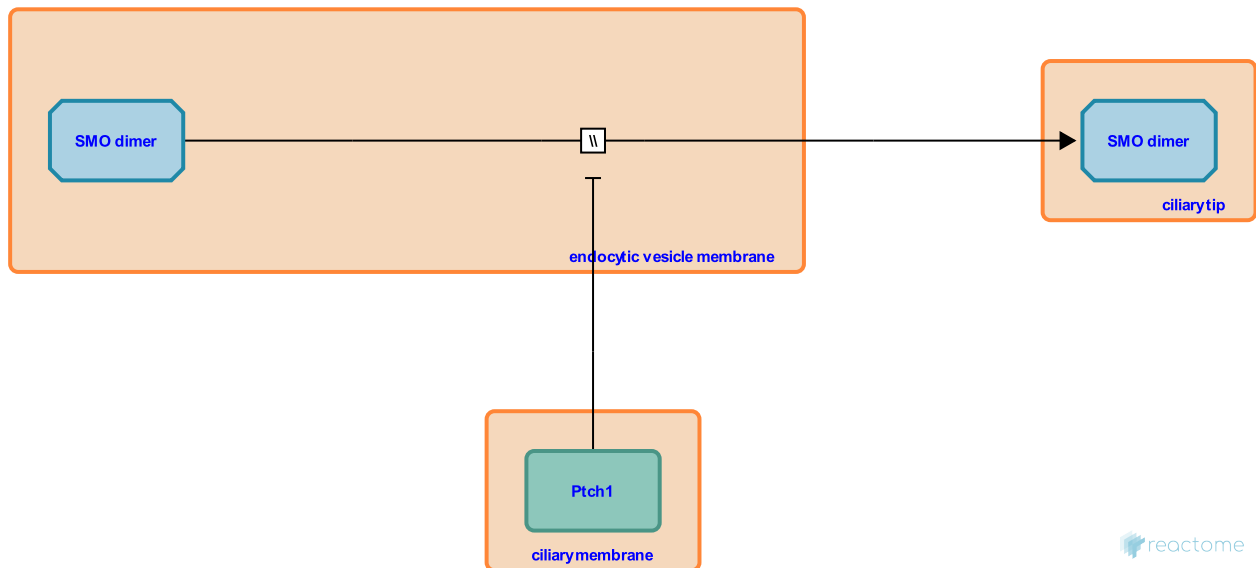 SMO dimer
\\
SMO dimer
ciliary tip
endocytic vesicle membrane
Ptch1
ciliary membrane
reactome